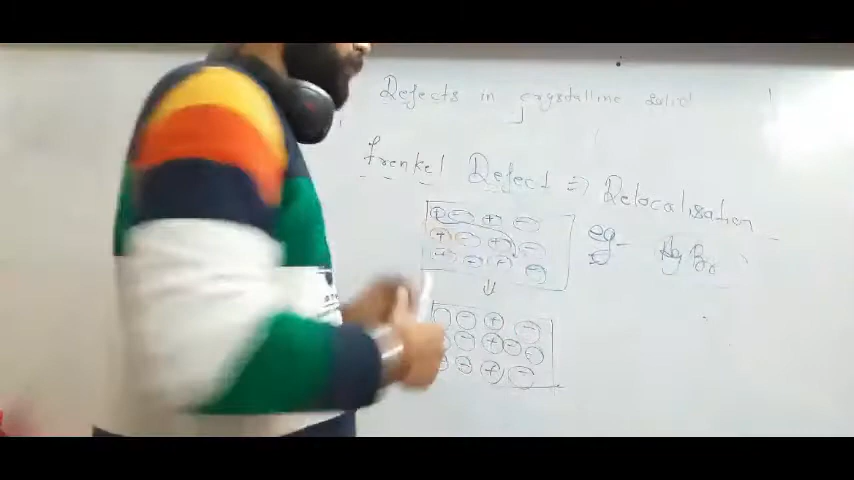 Defects in crystalline solid
frenkel Defect => Relocalisation
+ - + -
+ - + -
+ - + -
eg-
⇓
- + -
- + - -
- + -